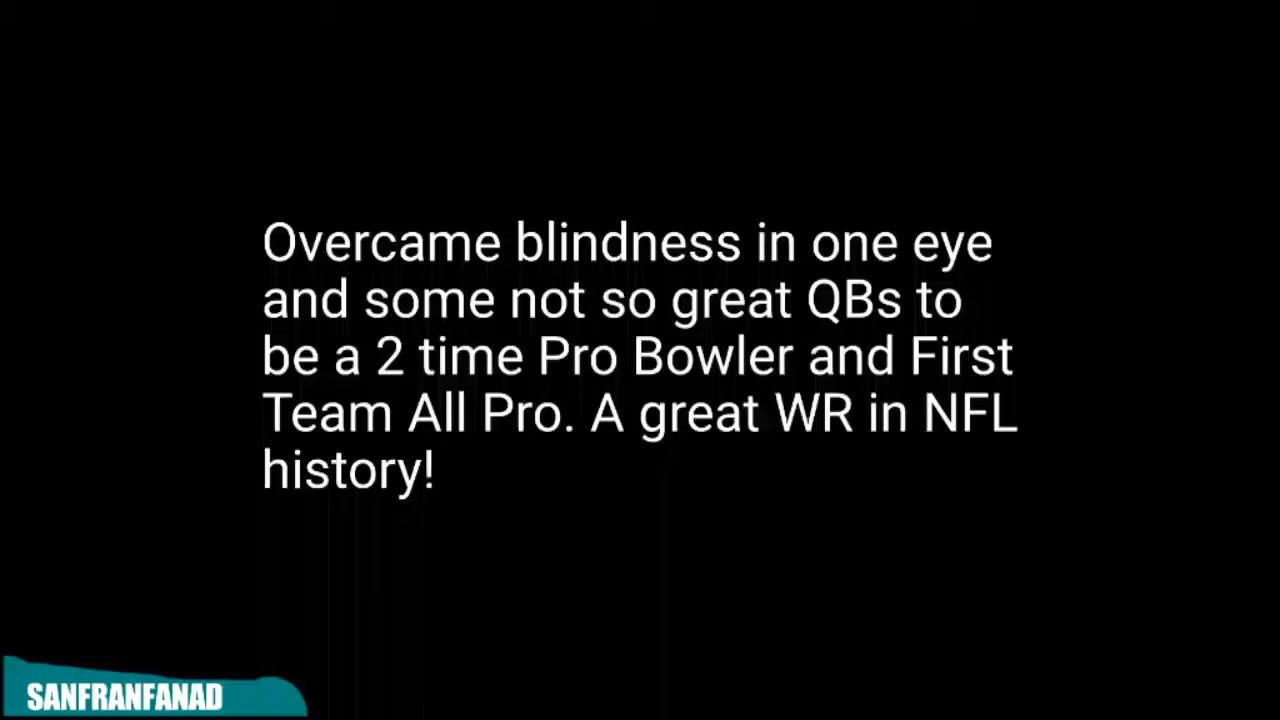 Overcame blindness in one eye
and some not so great QBs to
be a 2 time Pro Bowler and First
Team All Pro. A great WR in NFL
history!
SANFRANFANAD